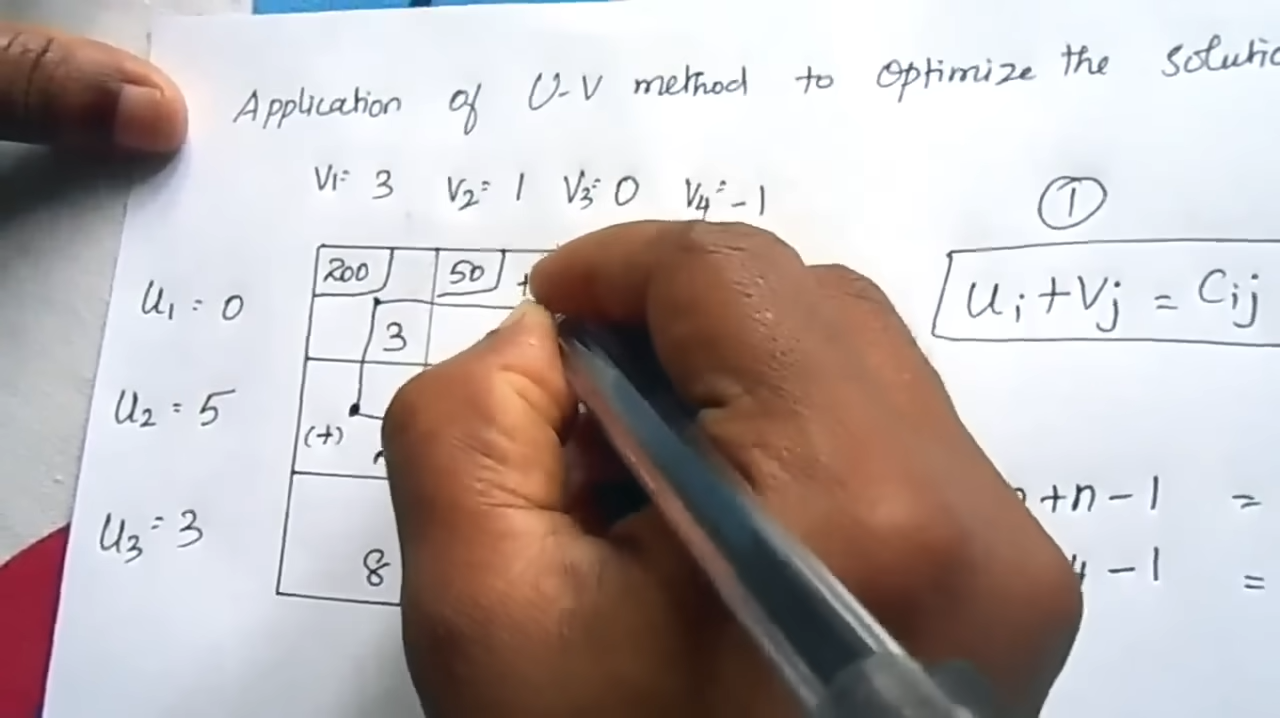 Application of U-V method to optimize the
V1= 3 V2= 1 V3= 0 V4= -1
1
200 50 +
U1 = 0
Ui + Vj = Cij
3
U2 = 5
(+)
+n-1 =
U3 = 3
-1 =
8